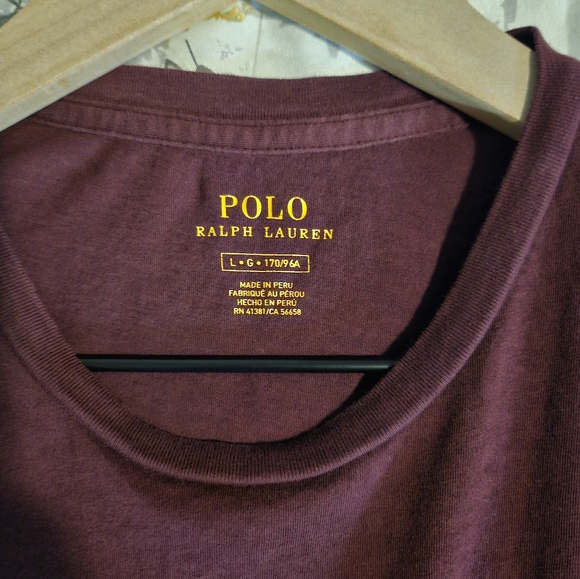 POLO
RALPH LAUREN
L • G • 170/96A
MADE IN PERU
FABRIQUÉ AU PÉROU
HECHO EN PERÚ
RN 41381/CA 56658